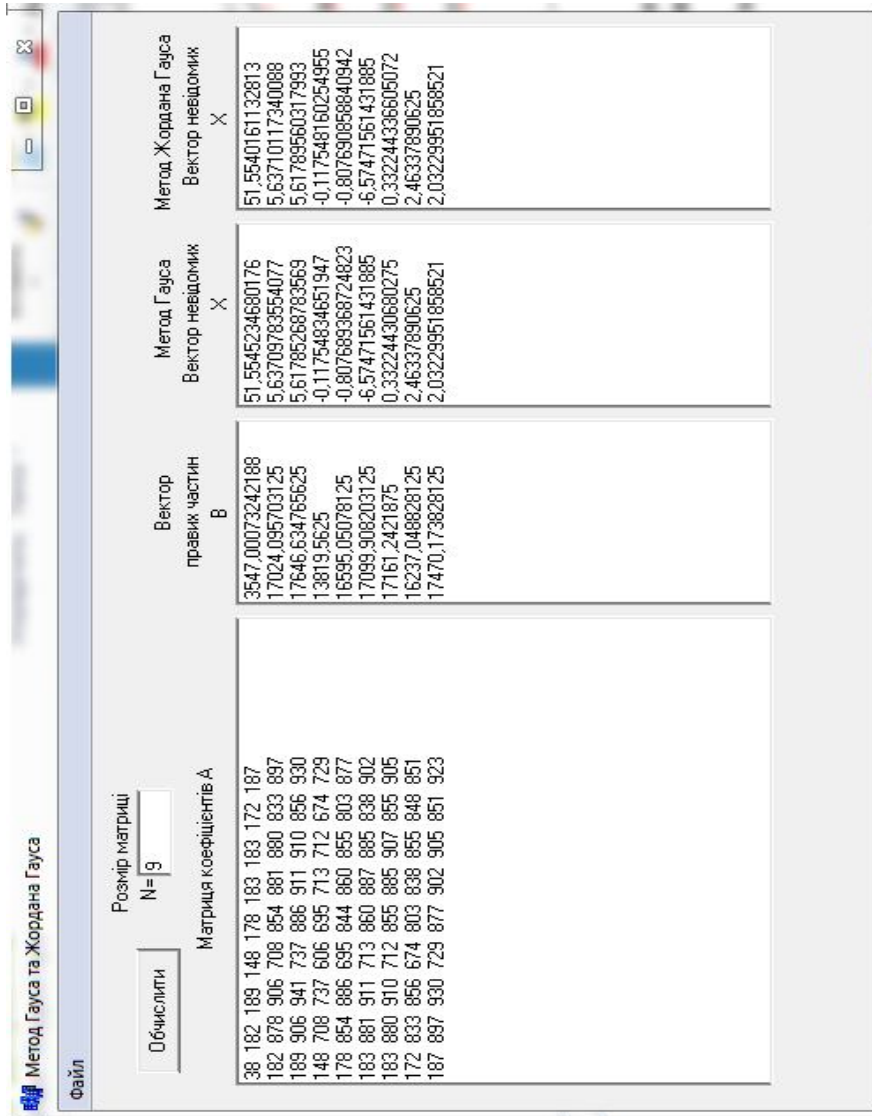 Метод Гауса та Жордана Гауса
Файл
Обчислити
Розмір матриці
N= 9
Матриця коефіцієнтів А
38 182 189 148 178 183 183 172 187
182 878 906 708 854 881 880 833 897
189 906 941 737 886 911 910 856 930
148 708 737 606 695 713 712 674 729
178 854 886 695 844 860 855 803 877
183 881 911 713 860 887 885 838 902
183 880 910 712 855 885 907 855 905
172 833 856 674 803 838 855 848 851
187 897 930 729 877 902 905 851 923
Вектор
правих частин
В
3547,00073242188
17024,095703125
17646,634765625
13819,5625
16595,05078125
17099,908203125
17161,2421875
16237,048828125
17470,173828125
Метод Гауса
Вектор невідомих
X
51,5545234680176
5,63709783554077
5,61785268783569
-0,11754834651947
-0,807689368724823
-6,57471561431885
0,33224430680275
2,46337890625
2,03229951858521
Метод Жордана Гауса
Вектор невідомих
X
51,5540161132813
5,63710117340088
5,61789560317993
-0,117548160254955
-0,807690858840942
-6,57471561431885
0,332244336605072
2,46337890625
2,03229951858521